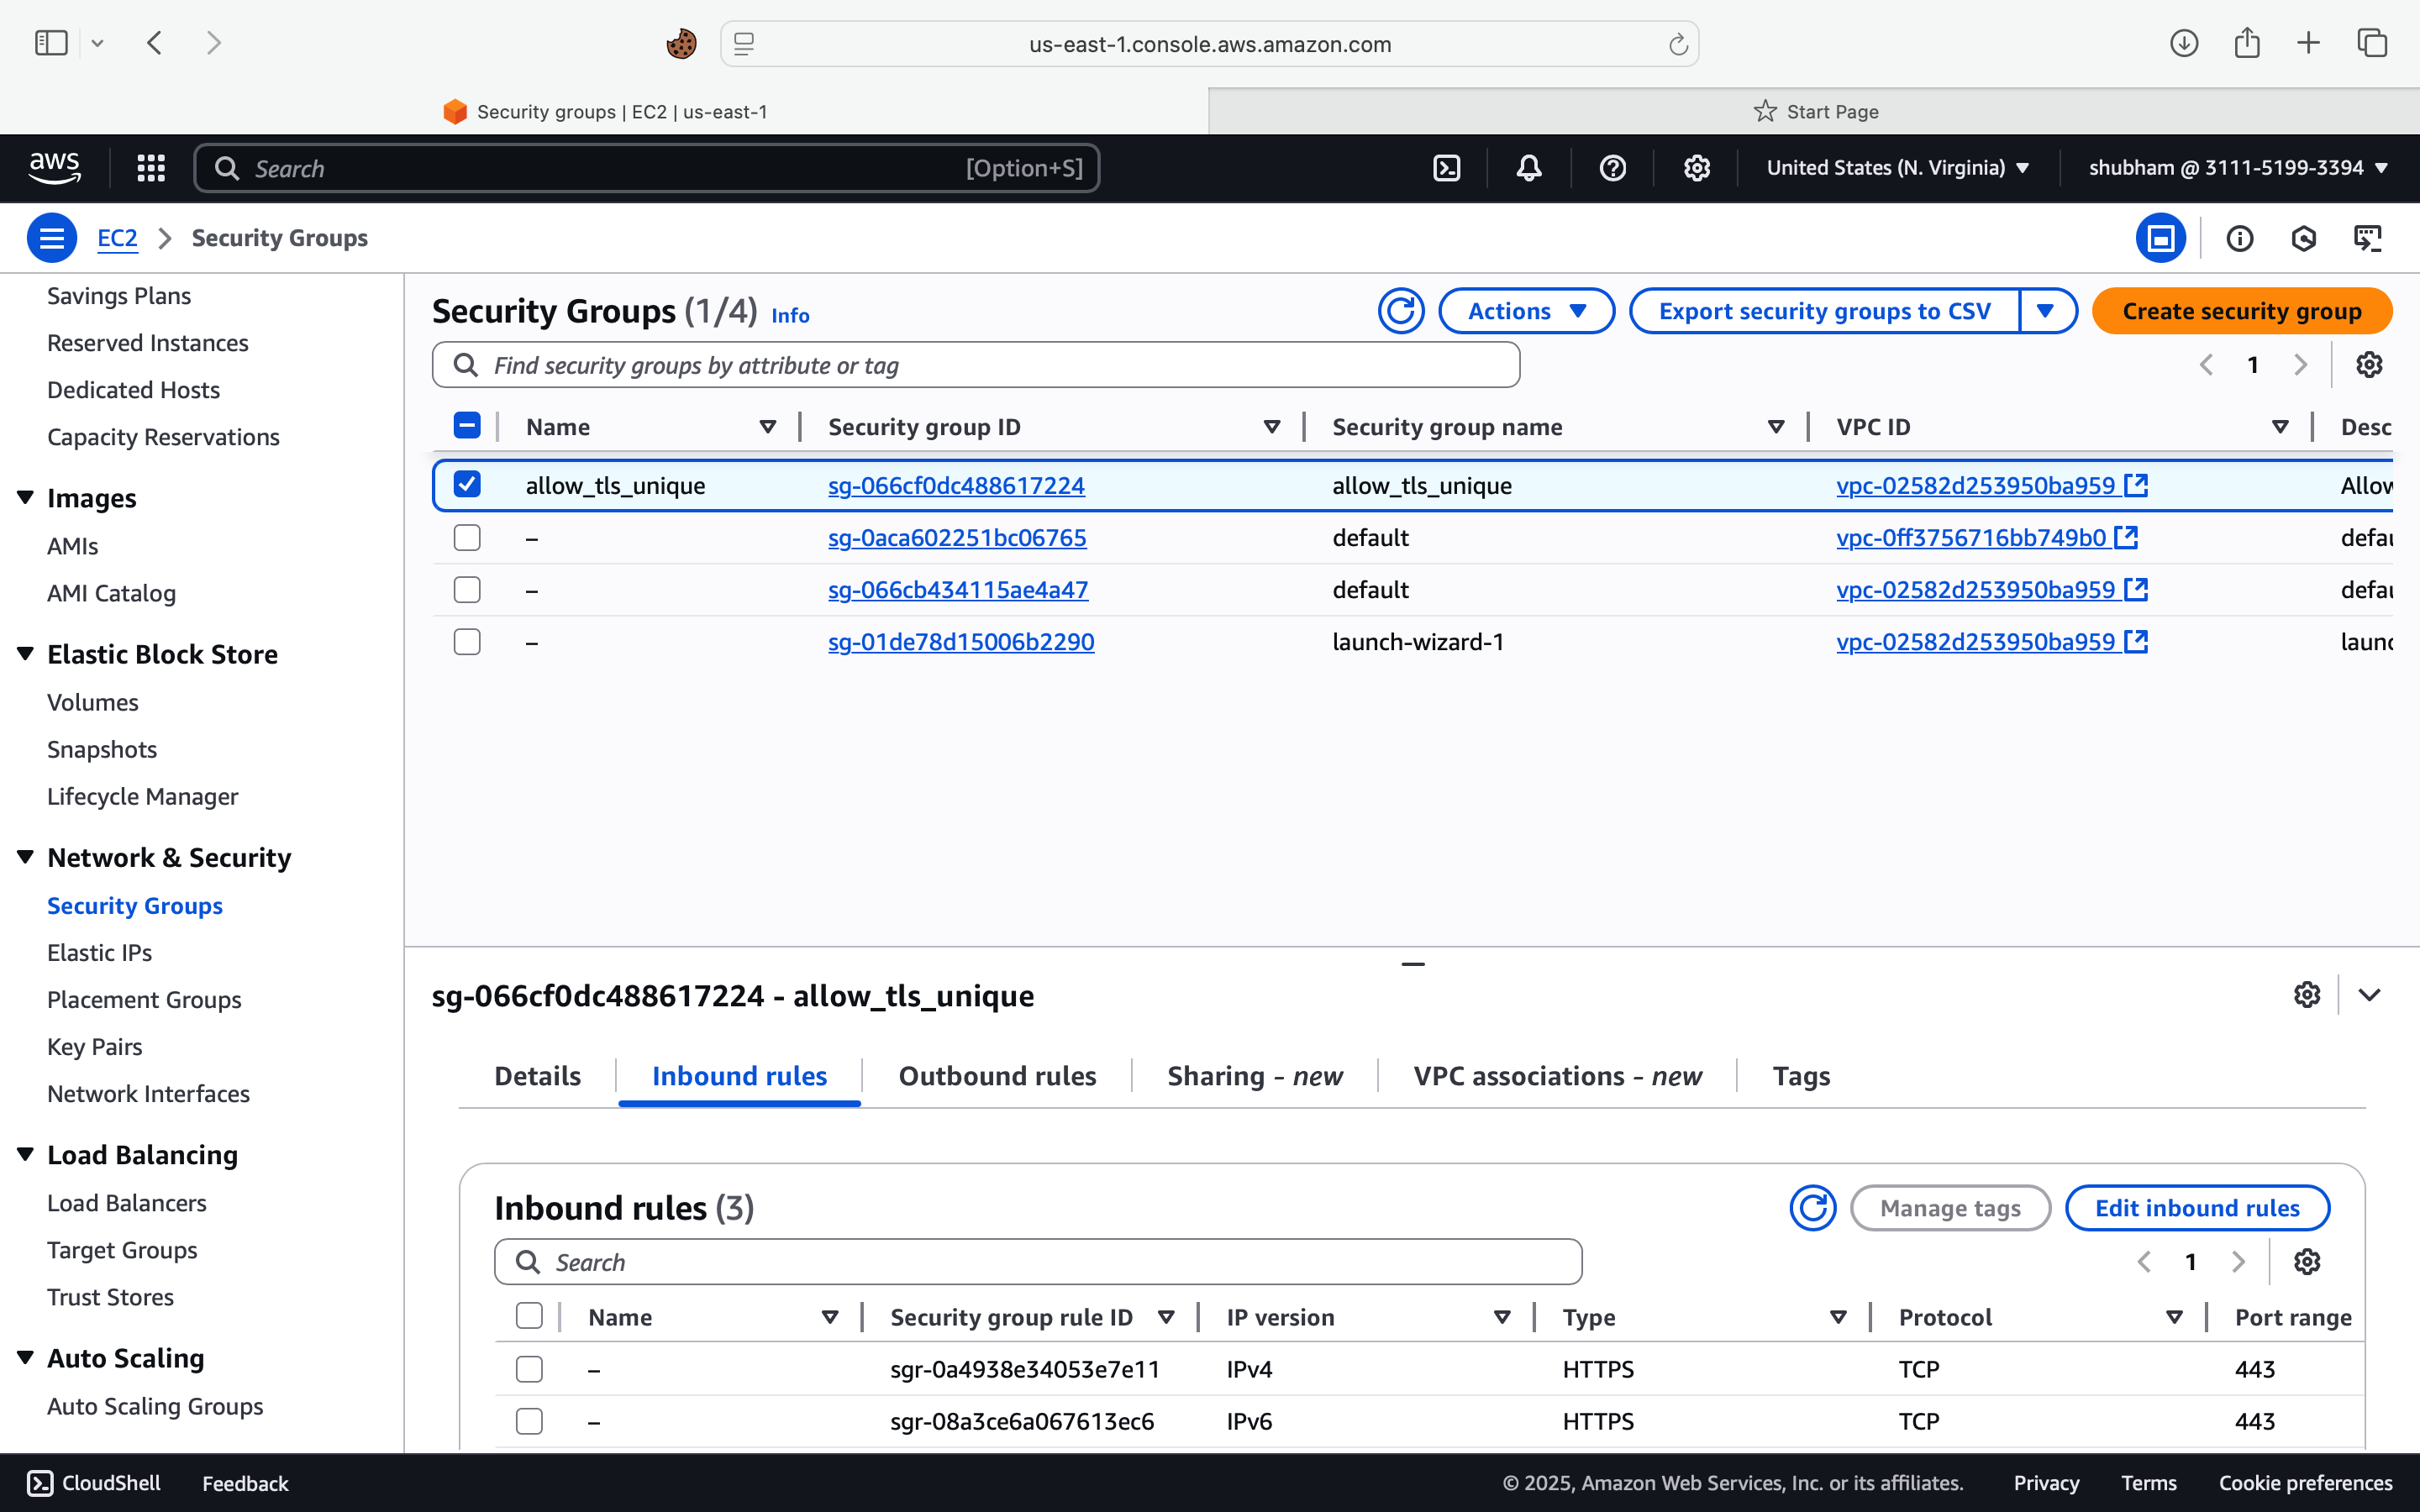 us-east-1.console.aws.amazon.com
Security groups | EC2 | us-east-1
Start Page
aws
Search
[Option+S]
United States (N. Virginia)
shubham @ 3111-5199-3394
EC2
Security Groups
Savings Plans
Reserved Instances
Dedicated Hosts
Capacity Reservations
Images
AMIs
AMI Catalog
Elastic Block Store
Volumes
Snapshots
Lifecycle Manager
Network & Security
Security Groups
Elastic IPs
Placement Groups
Key Pairs
Network Interfaces
Load Balancing
Load Balancers
Target Groups
Trust Stores
Auto Scaling
Auto Scaling Groups
Security Groups (1/4) Info
Actions
Export security groups to CSV
Create security group
Find security groups by attribute or tag
1
Name Security group ID Security group name VPC ID Desc
allow_tls_unique sg-066cf0dc488617224 allow_tls_unique vpc-02582d253950ba959 Allow
– sg-0aca602251bc06765 default vpc-0ff3756716bb749b0 defau
– sg-066cb434115ae4a47 default vpc-02582d253950ba959 defau
– sg-01de78d15006b2290 launch-wizard-1 vpc-02582d253950ba959 launc
sg-066cf0dc488617224 - allow_tls_unique
Details Inbound rules Outbound rules Sharing - new VPC associations - new Tags
Inbound rules (3)
Manage tags
Edit inbound rules
Search
1
Name Security group rule ID IP version Type Protocol Port range
– sgr-0a4938e34053e7e11 IPv4 HTTPS TCP 443
– sgr-08a3ce6a067613ec6 IPv6 HTTPS TCP 443
CloudShell Feedback © 2025, Amazon Web Services, Inc. or its affiliates. Privacy Terms Cookie preferences